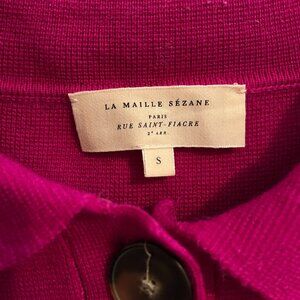 LA MAILLE SÉZANE
PARIS
RUE SAINT-FIACRE
2e ARR.
S